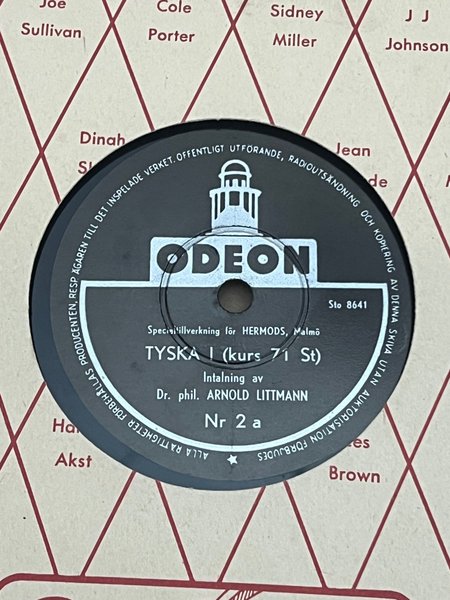 Joe
Sullivan
Cole
Porter
Sidney
Miller
J J
Johnson
Dinah
Jean
ALLA RÄTTIGHETER FÖRBEHÅLLAS PRODUCENTEN, RESP. ÄGAREN TILL DET INSPELADE VERKET. OFFENTLIGT UTFÖRANDE, RADIOUTSÄNDNING OCH KOPIERING AV DENNA SKIVA UTAN AUKTORISATION FÖRBJUDES
ODEON
Sto 8641
Specialtillverkning för HERMODS, Malmö
TYSKA I (kurs 71 St)
Intalning av
Dr. phil. ARNOLD LITTMANN
Nr 2 a
Akst
Brown